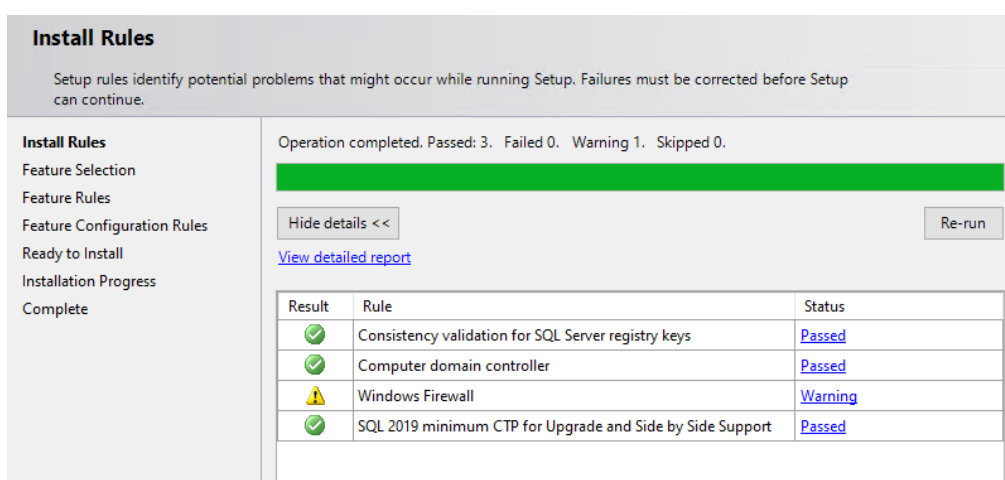 Install Rules
Setup rules identify potential problems that might occur while running Setup. Failures must be corrected before Setup
can continue.
Install Rules
Feature Selection
Feature Rules
Feature Configuration Rules
Ready to Install
Installation Progress
Complete
Operation completed. Passed: 3. Failed 0. Warning 1. Skipped 0.
Hide details <<
Re-run
View detailed report
Result Rule Status
Consistency validation for SQL Server registry keys Passed
Computer domain controller Passed
Windows Firewall Warning
SQL 2019 minimum CTP for Upgrade and Side by Side Support Passed